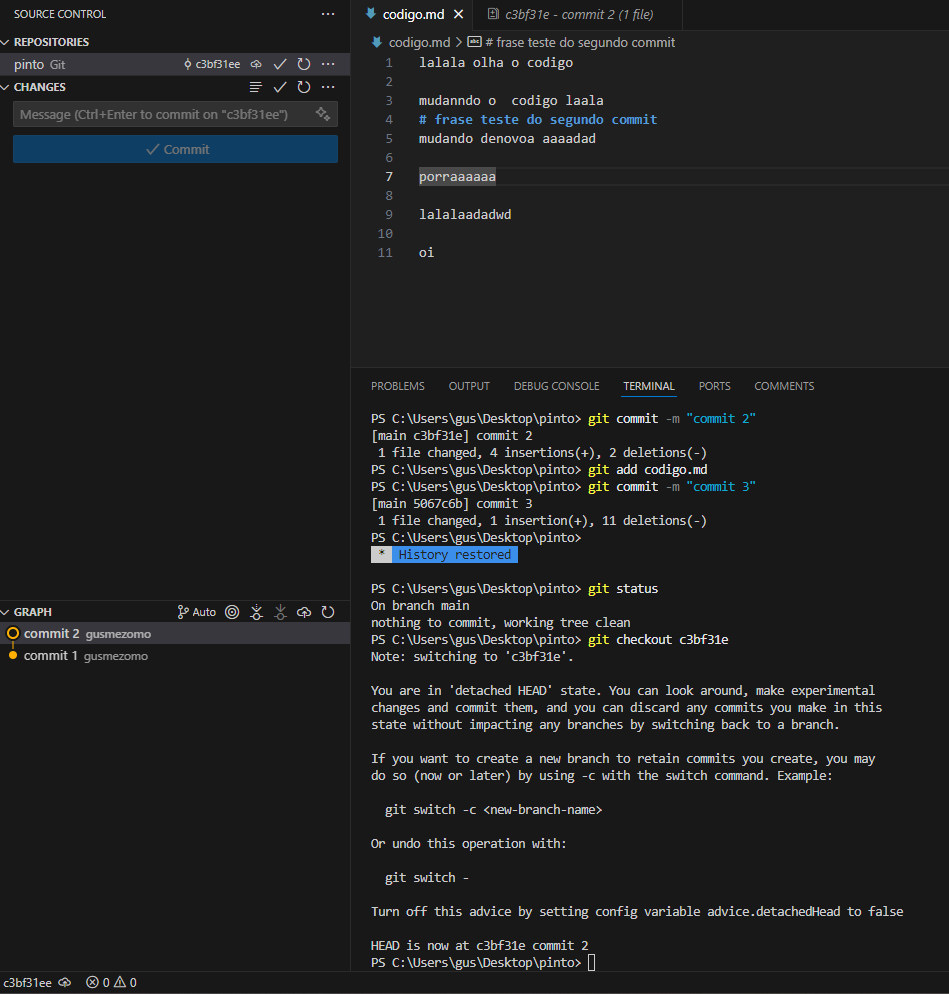 SOURCE CONTROL
REPOSITORIES
pinto Git c3bf31ee
CHANGES
Message (Ctrl+Enter to commit on "c3bf31ee")
Commit
GRAPH Auto
commit 2 gusmezomo
commit 1 gusmezomo
c3bf31ee 0 0
codigo.md c3bf31e - commit 2 (1 file)
codigo.md > # frase teste do segundo commit
1 lalala olha o codigo
2
3 mudanndo o  codigo laala
4 # frase teste do segundo commit
5 mudando denovoa aaaadad
6
7 porraaaaaa
8
9 lalalaadadwd
10
11 oi
PROBLEMS OUTPUT DEBUG CONSOLE TERMINAL PORTS COMMENTS
PS C:\Users\gus\Desktop\pinto> git commit -m "commit 2"
[main c3bf31e] commit 2
1 file changed, 4 insertions(+), 2 deletions(-)
PS C:\Users\gus\Desktop\pinto> git add codigo.md
PS C:\Users\gus\Desktop\pinto> git commit -m "commit 3"
[main 5067c6b] commit 3
1 file changed, 1 insertion(+), 11 deletions(-)
PS C:\Users\gus\Desktop\pinto>
* History restored
PS C:\Users\gus\Desktop\pinto> git status
On branch main
nothing to commit, working tree clean
PS C:\Users\gus\Desktop\pinto> git checkout c3bf31e
Note: switching to 'c3bf31e'.
You are in 'detached HEAD' state. You can look around, make experimental
changes and commit them, and you can discard any commits you make in this
state without impacting any branches by switching back to a branch.
If you want to create a new branch to retain commits you create, you may
do so (now or later) by using -c with the switch command. Example:
git switch -c <new-branch-name>
Or undo this operation with:
git switch -
Turn off this advice by setting config variable advice.detachedHead to false
HEAD is now at c3bf31e commit 2
PS C:\Users\gus\Desktop\pinto>